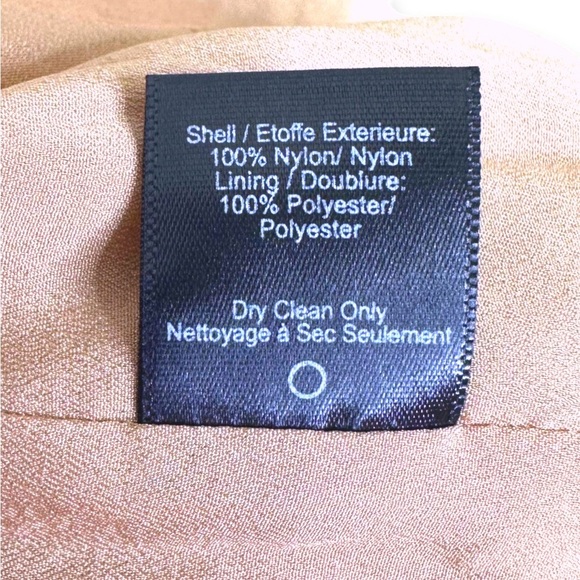 Shell / Etoffe Exterieure:
100% Nylon/ Nylon
Lining / Doublure:
100% Polyester/
Polyester
Dry Clean Only
Nettoyage à Sec Seulement